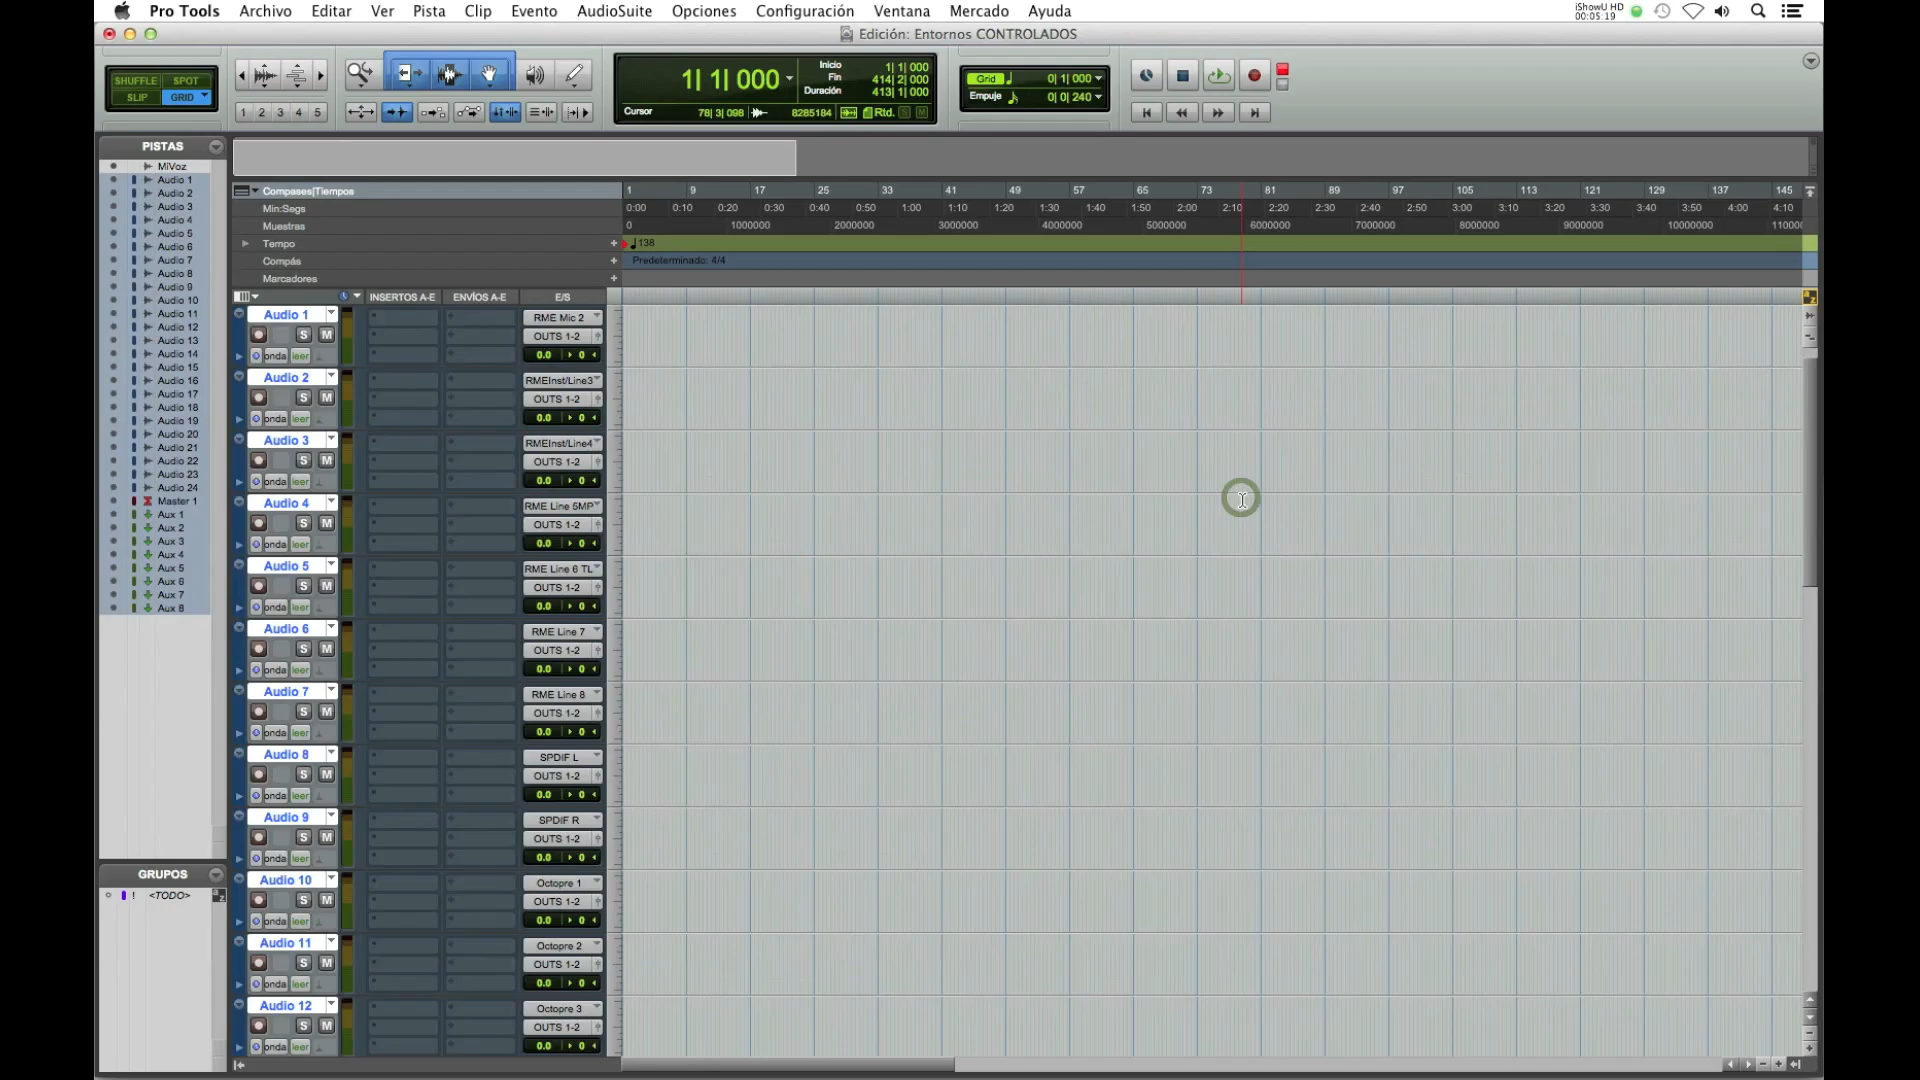 Pro Tools Archivo Editar Ver Pista Clip Evento AudioSuite Opciones Configuración Ventana Mercado Ayuda
iShowU HD
00:05:19
Edición: Entornos CONTROLADOS
SHUFFLE SPOT
SLIP GRID
1 2 3 4 5
1| 1| 000
Inicio 1| 1| 000
Fin 414| 2| 000
Duración 413| 1| 000
Cursor 78| 3| 098 8285184 Rtd. S M
Grid 0| 1| 000
Empuje 0| 0| 240
PISTAS
MiVoz
Audio 1
Audio 2
Audio 3
Audio 4
Audio 5
Audio 6
Audio 7
Audio 8
Audio 9
Audio 10
Audio 11
Audio 12
Audio 13
Audio 14
Audio 15
Audio 16
Audio 17
Audio 18
Audio 19
Audio 20
Audio 21
Audio 22
Audio 23
Audio 24
Master 1
Aux 1
Aux 2
Aux 3
Aux 4
Aux 5
Aux 6
Aux 7
Aux 8
GRUPOS
! <TODO>
Compases|Tiempos 1 9 17 25 33 41 49 57 65 73 81 89 97 105 113 121 129 137 145
Min:Segs 0:00 0:10 0:20 0:30 0:40 0:50 1:00 1:10 1:20 1:30 1:40 1:50 2:00 2:10 2:20 2:30 2:40 2:50 3:00 3:10 3:20 3:30 3:40 3:50 4:00 4:10
Muestras 0 1000000 2000000 3000000 4000000 5000000 6000000 7000000 8000000 9000000 10000000 110000
Tempo + 138
Compás + Predeterminado: 4/4
Marcadores +
INSERTOS A-E ENVÍOS A-E E/S
Audio 1 RME Mic 2
S M OUTS 1-2
onda leer 0.0 0
Audio 2 RMEInst/Line3
S M OUTS 1-2
onda leer 0.0 0
Audio 3 RMEInst/Line4
S M OUTS 1-2
onda leer 0.0 0
Audio 4 RME Line 5MP
S M OUTS 1-2
onda leer 0.0 0
Audio 5 RME Line 6 TL
S M OUTS 1-2
onda leer 0.0 0
Audio 6 RME Line 7
S M OUTS 1-2
onda leer 0.0 0
Audio 7 RME Line 8
S M OUTS 1-2
onda leer 0.0 0
Audio 8 SPDIF L
S M OUTS 1-2
onda leer 0.0 0
Audio 9 SPDIF R
S M OUTS 1-2
onda leer 0.0 0
Audio 10 Octopre 1
S M OUTS 1-2
onda leer 0.0 0
Audio 11 Octopre 2
S M OUTS 1-2
onda leer 0.0 0
Audio 12 Octopre 3
S M OUTS 1-2
onda leer 0.0 0